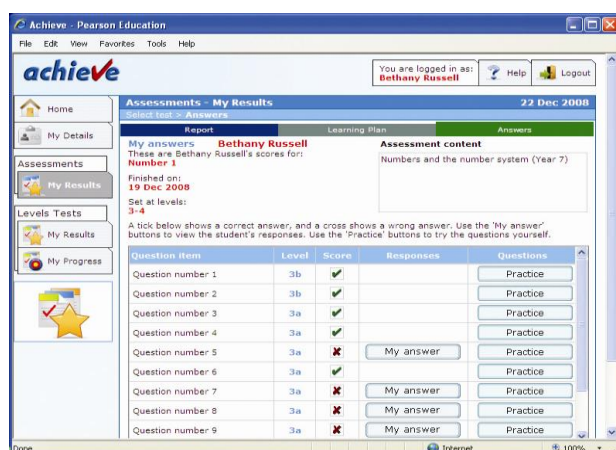 Achieve - Pearson Education
File Edit View Favorites Tools Help
achieve
You are logged in as:
Bethany Russell
Help
Logout
Home
My Details
Assessments
My Results
Levels Tests
My Results
My Progress
Assessments - My Results 22 Dec 2008
Select test > Answers
Report Learning Plan Answers
My answers Bethany Russell
These are Bethany Russell's scores for:
Number 1
Finished on:
19 Dec 2008
Set at levels:
3-4
Assessment content
Numbers and the number system (Year 7)
A tick below shows a correct answer, and a cross shows a wrong answer. Use the 'My answer'
buttons to view the student's responses. Use the 'Practice' buttons to try the questions yourself.
Question item Level Score Responses Questions
Question number 1 3b Practice
Question number 2 3b Practice
Question number 3 3a Practice
Question number 4 3a Practice
Question number 5 3a My answer Practice
Question number 6 3a Practice
Question number 7 3a My answer Practice
Question number 8 3a My answer Practice
Question number 9 3a My answer Practice
Done Internet 100%